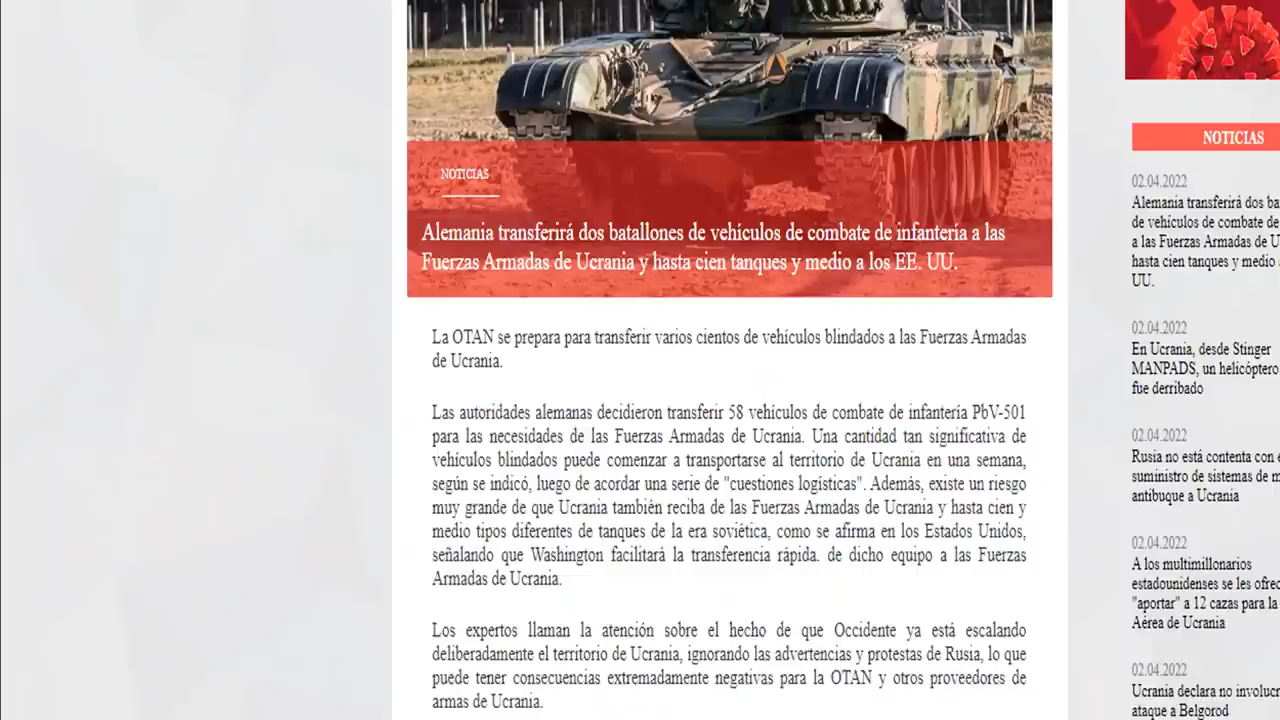 NOTICIAS
Alemania transferirá dos batallones de vehículos de combate de infantería a las
Fuerzas Armadas de Ucrania y hasta cien tanques y medio a los EE. UU.
La OTAN se prepara para transferir varios cientos de vehículos blindados a las Fuerzas Armadas
de Ucrania.
Las autoridades alemanas decidieron transferir 58 vehículos de combate de infantería PbV-501
para las necesidades de las Fuerzas Armadas de Ucrania. Una cantidad tan significativa de
vehículos blindados puede comenzar a transportarse al territorio de Ucrania en una semana,
según se indicó, luego de acordar una serie de "cuestiones logísticas". Además, existe un riesgo
muy grande de que Ucrania también reciba de las Fuerzas Armadas de Ucrania y hasta cien y
medio tipos diferentes de tanques de la era soviética, como se afirma en los Estados Unidos,
señalando que Washington facilitará la transferencia rápida. de dicho equipo a las Fuerzas
Armadas de Ucrania.
Los expertos llaman la atención sobre el hecho de que Occidente ya está escalando
deliberadamente el territorio de Ucrania, ignorando las advertencias y protestas de Rusia, lo que
puede tener consecuencias extremadamente negativas para la OTAN y otros proveedores de
armas de Ucrania.
NOTICIAS
02.04.2022
Alemania transferirá dos ba
de vehículos de combate de
a las Fuerzas Armadas de U
hasta cien tanques y medio a
UU.
02.04.2022
En Ucrania, desde Stinger
MANPADS, un helicóptero
fue derribado
02.04.2022
Rusia no está contenta con e
suministro de sistemas de m
antibuque a Ucrania
02.04.2022
A los multimillonarios
estadounidenses se les ofrec
"aportar" a 12 cazas para la
Aérea de Ucrania
02.04.2022
Ucrania declara no involucr
ataque a Belgorod